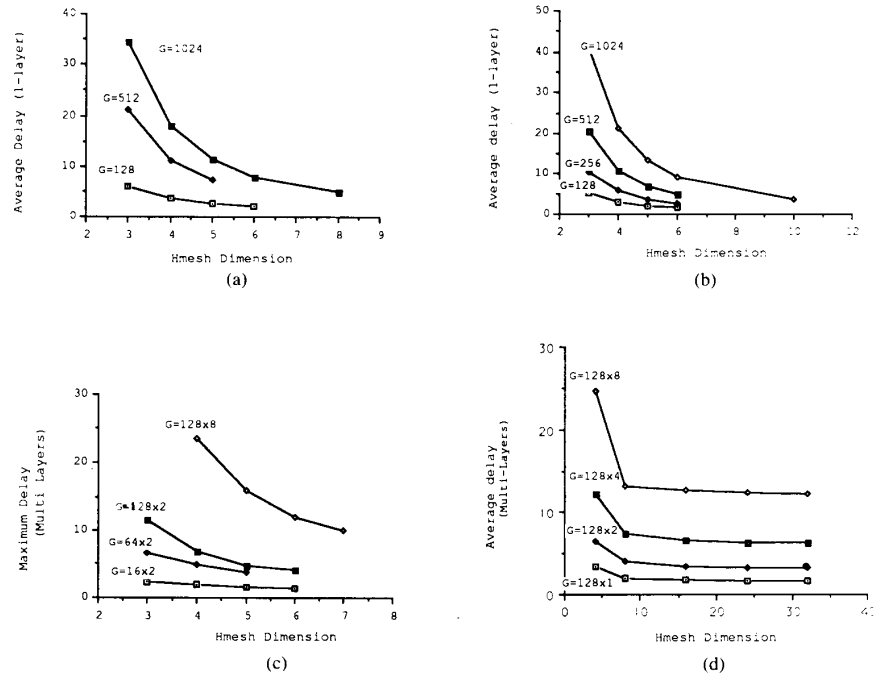 40
30
20
10
0
Average Delay (1-layer)
G=1024
G=512
G=128
2 3 4 5 6 7 8 9
Hmesh Dimension
(a)
50
40
30
20
10
0
Average delay (1-layer)
G=1024
G=512
G=256
G=128
2 4 6 8 10 12
Hmesh Dimension
(b)
30
20
10
0
Maximum Delay
(Multi Layers)
G=128x8
G=128x2
G=64x2
G=16x2
2 3 4 5 6 7 8
Hmesh Dimension
(c)
30
20
10
0
Average delay
(Multi-Layers)
G=128x8
G=128x4
G=128x2
G=128x1
0 10 20 30 40
Hmesh Dimension
(d)